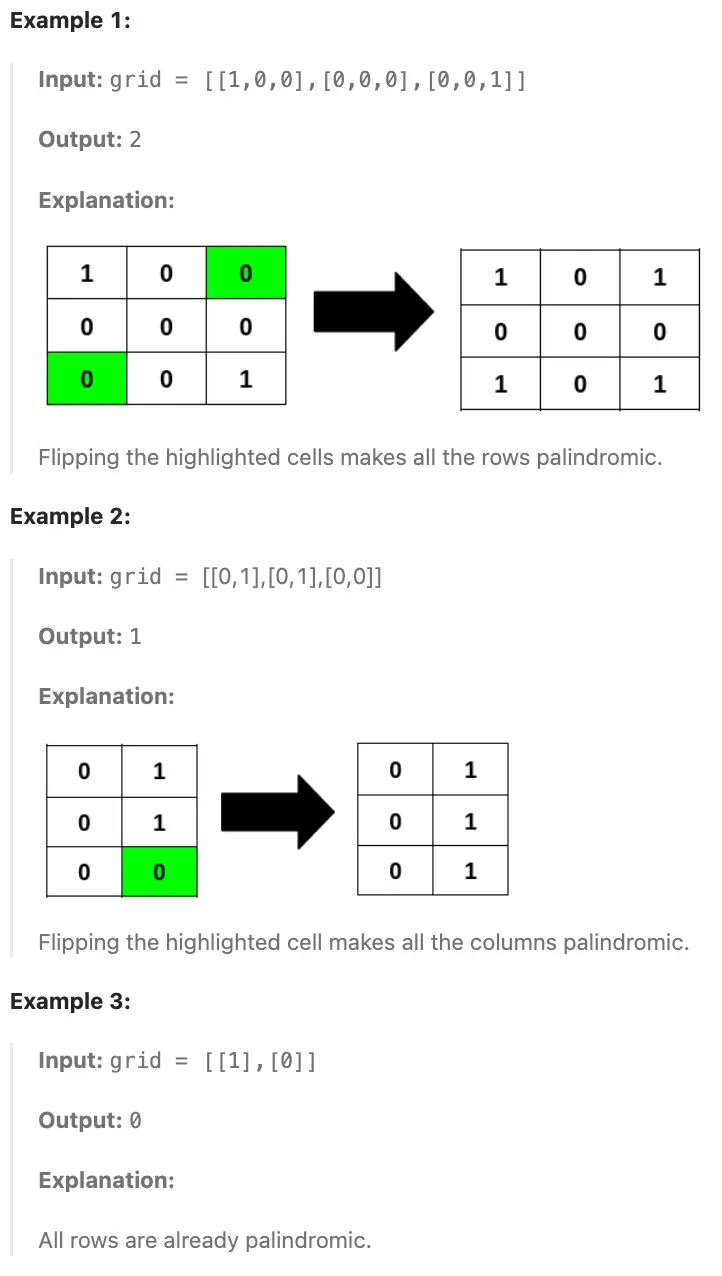 Example 1:
Input: grid = [[1,0,0],[0,0,0],[0,0,1]]
Output: 2
Explanation:
1 0 0 1 0 1
0 0 0 0 0 0
0 0 1 1 0 1
Flipping the highlighted cells makes all the rows palindromic.
Example 2:
Input: grid = [[0,1],[0,1],[0,0]]
Output: 1
Explanation:
0 1 0 1
0 1 0 1
0 0 0 1
Flipping the highlighted cell makes all the columns palindromic.
Example 3:
Input: grid = [[1],[0]]
Output: 0
Explanation:
All rows are already palindromic.